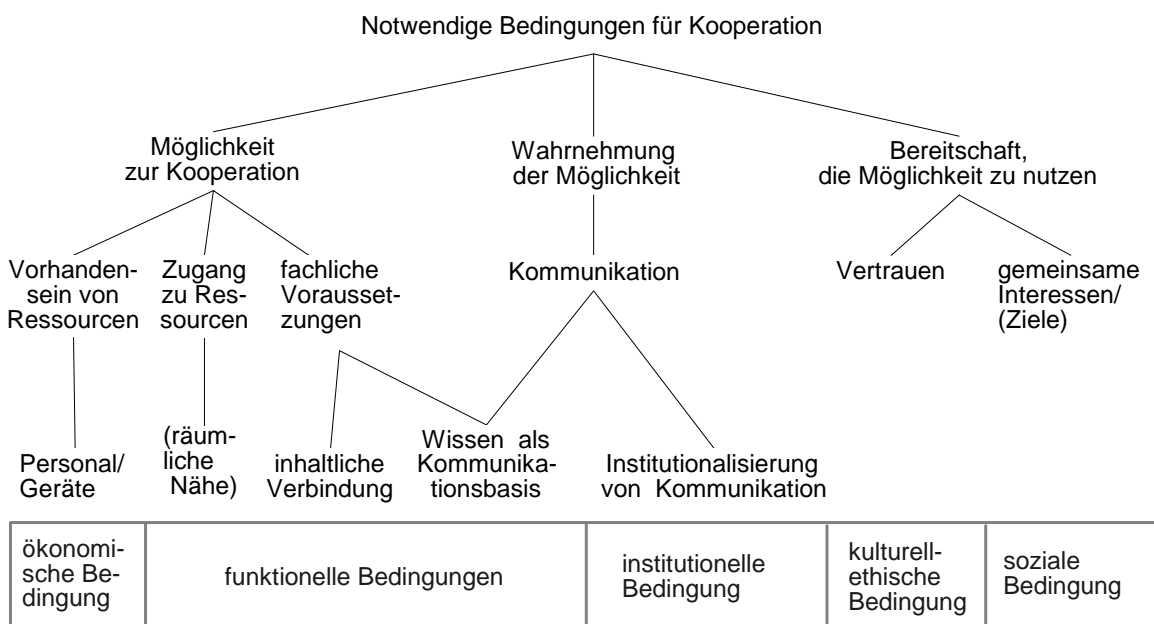 Notwendige Bedingungen für Kooperation
Möglichkeit
zur Kooperation
Wahrnehmung
der Möglichkeit
Bereitschaft,
die Möglichkeit zu nutzen
Vorhanden-
sein von
Ressourcen
Zugang
zu Res-
sourcen
fachliche
Vorausset-
zungen
Kommunikation
Vertrauen
gemeinsame
Interessen/
(Ziele)
Personal/
Geräte
(räum-
liche
Nähe)
inhaltliche
Verbindung
Wissen als
Kommunika-
tionsbasis
Institutionalisierung
von Kommunikation
ökonomi-
sche Be-
dingung
funktionelle Bedingungen
institutionelle
Bedingung
kulturell-
ethische
Bedingung
soziale
Bedingung